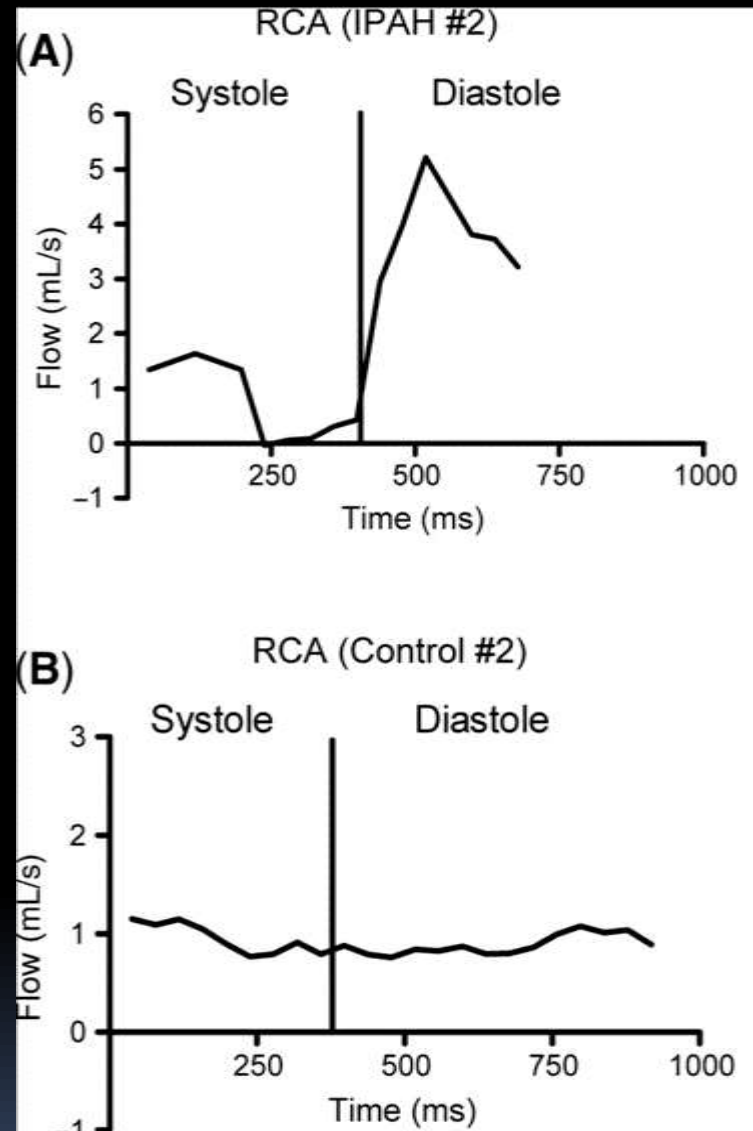 RCA (IPAH #2)
(A)
Systole Diastole
6
5
4
3
2
1
0
–1
Flow (mL/s)
250 500 750 1000
Time (ms)
RCA (Control #2)
(B)
Systole Diastole
3
2
1
0
–1
Flow (mL/s)
250 500 750 1000
Time (ms)